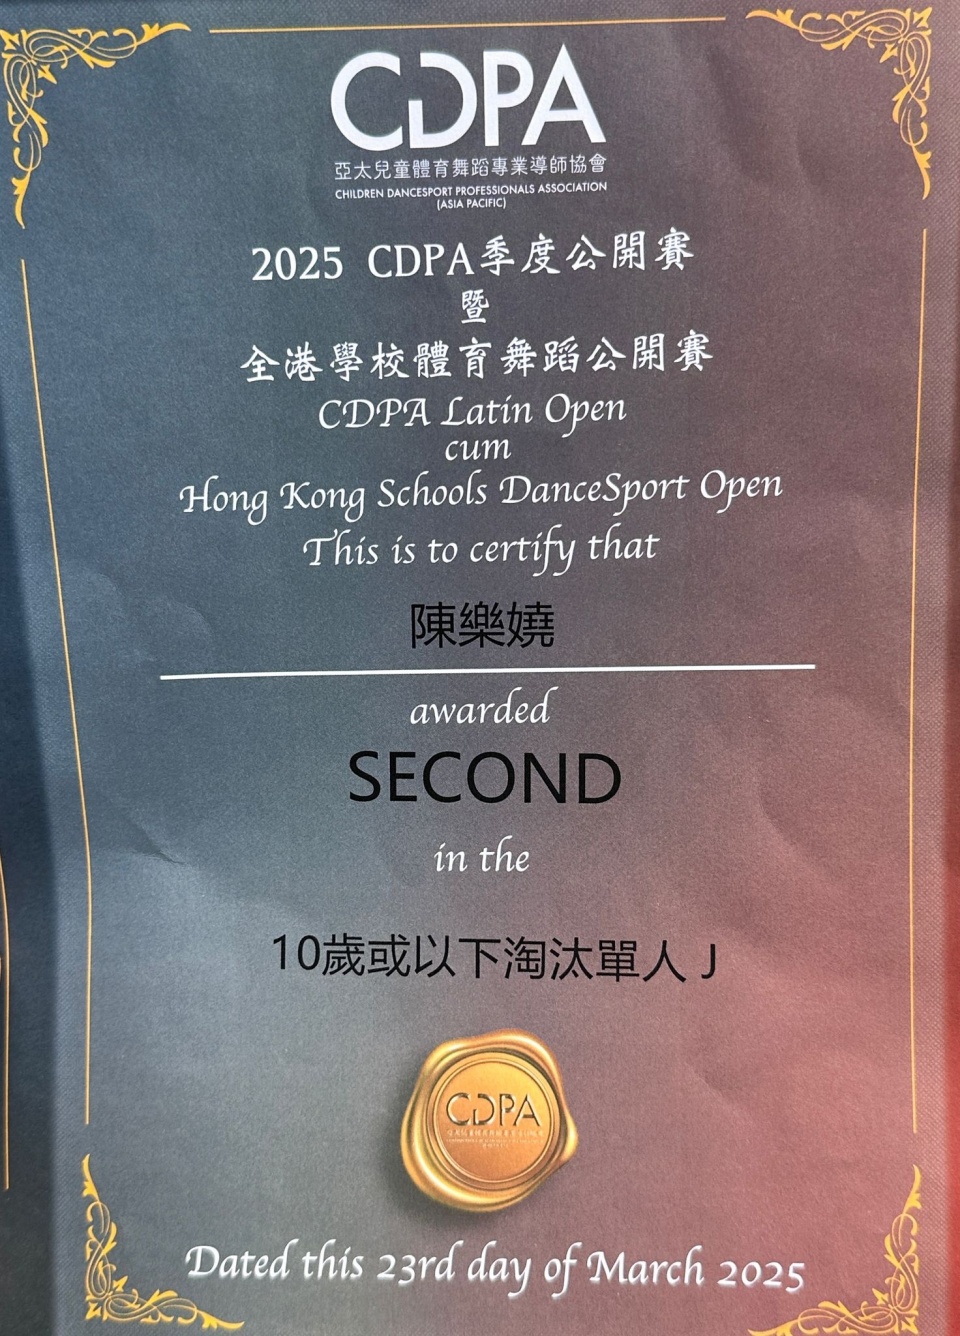 CDPA
亞太兒童體育舞蹈專業導師協會
CHILDREN DANCESPORT PROFESSIONALS ASSOCIATION
(ASIA PACIFIC)
2025 CDPA季度公開賽
暨
全港學校體育舞蹈公開賽
CDPA Latin Open
cum
Hong Kong Schools DanceSport Open
This is to certify that
陳樂嬈
awarded
SECOND
in the
10歲或以下淘汰單人 J
CDPA
Dated this 23rd day of March 2025